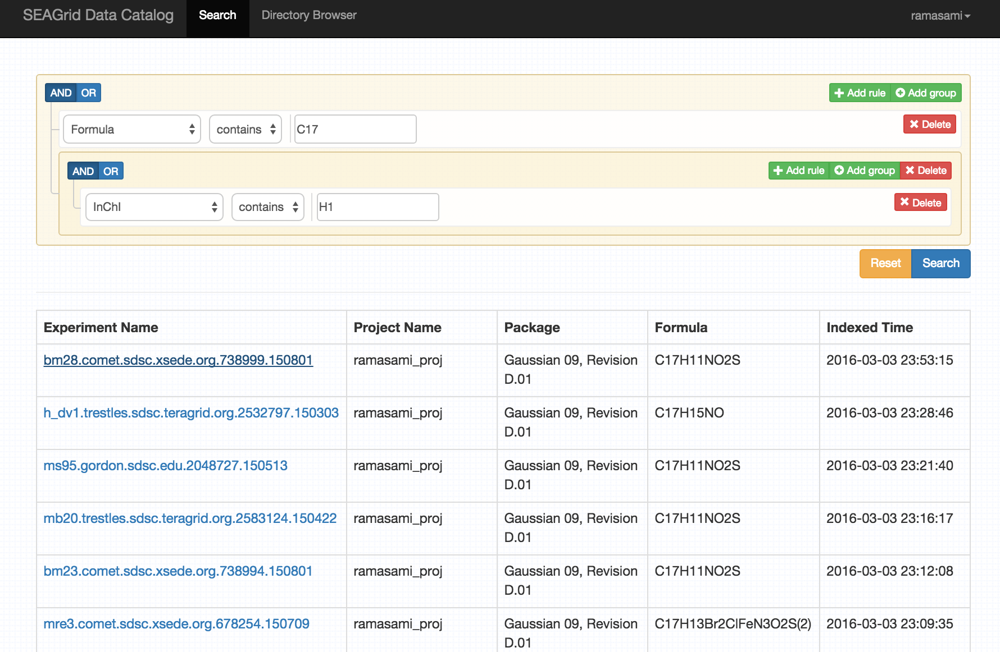 SEAGrid Data Catalog Search Directory Browser ramasami
AND OR Add rule Add group
Formula contains C17 Delete
AND OR Add rule Add group Delete
InChI contains H1 Delete
Reset Search
Experiment Name Project Name Package Formula Indexed Time
bm28.comet.sdsc.xsede.org.738999.150801 ramasami_proj Gaussian 09, Revision C17H11NO2S 2016-03-03 23:53:15
D.01
h_dv1.trestles.sdsc.teragrid.org.2532797.150303 ramasami_proj Gaussian 09, Revision C17H15NO 2016-03-03 23:28:46
D.01
ms95.gordon.sdsc.edu.2048727.150513 ramasami_proj Gaussian 09, Revision C17H11NO2S 2016-03-03 23:21:40
D.01
mb20.trestles.sdsc.teragrid.org.2583124.150422 ramasami_proj Gaussian 09, Revision C17H11NO2S 2016-03-03 23:16:17
D.01
bm23.comet.sdsc.xsede.org.738994.150801 ramasami_proj Gaussian 09, Revision C17H11NO2S 2016-03-03 23:12:08
D.01
mre3.comet.sdsc.xsede.org.678254.150709 ramasami_proj Gaussian 09, Revision C17H13Br2ClFeN3O2S(2) 2016-03-03 23:09:35
D.01